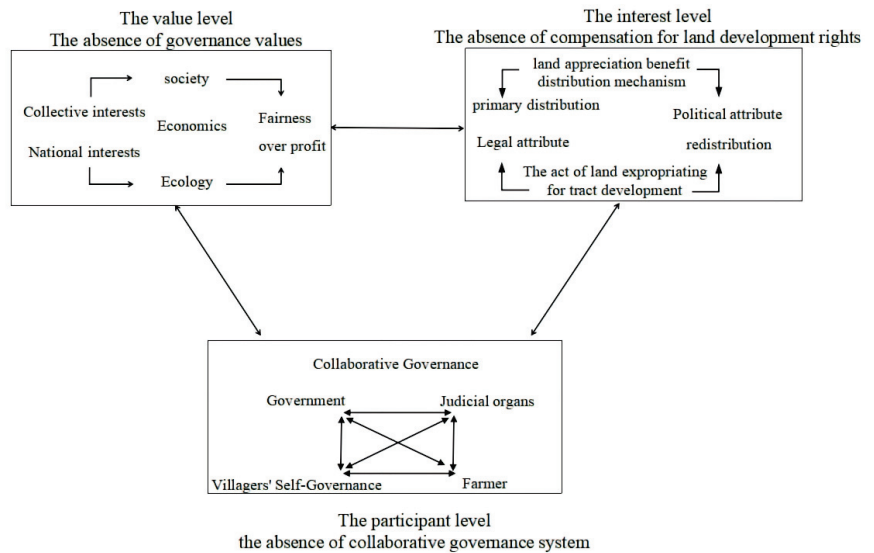 The value level
The absence of governance values
society
Collective interests
Economics
Fairness
over profit
National interests
Ecology
The interest level
The absence of compensation for land development rights
land appreciation benefit
distribution mechanism
primary distribution
Political attribute
Legal attribute
redistribution
The act of land expropriating
for tract development
Collaborative Governance
Government
Judicial organs
Villagers' Self-Governance
Farmer
The participant level
the absence of collaborative governance system